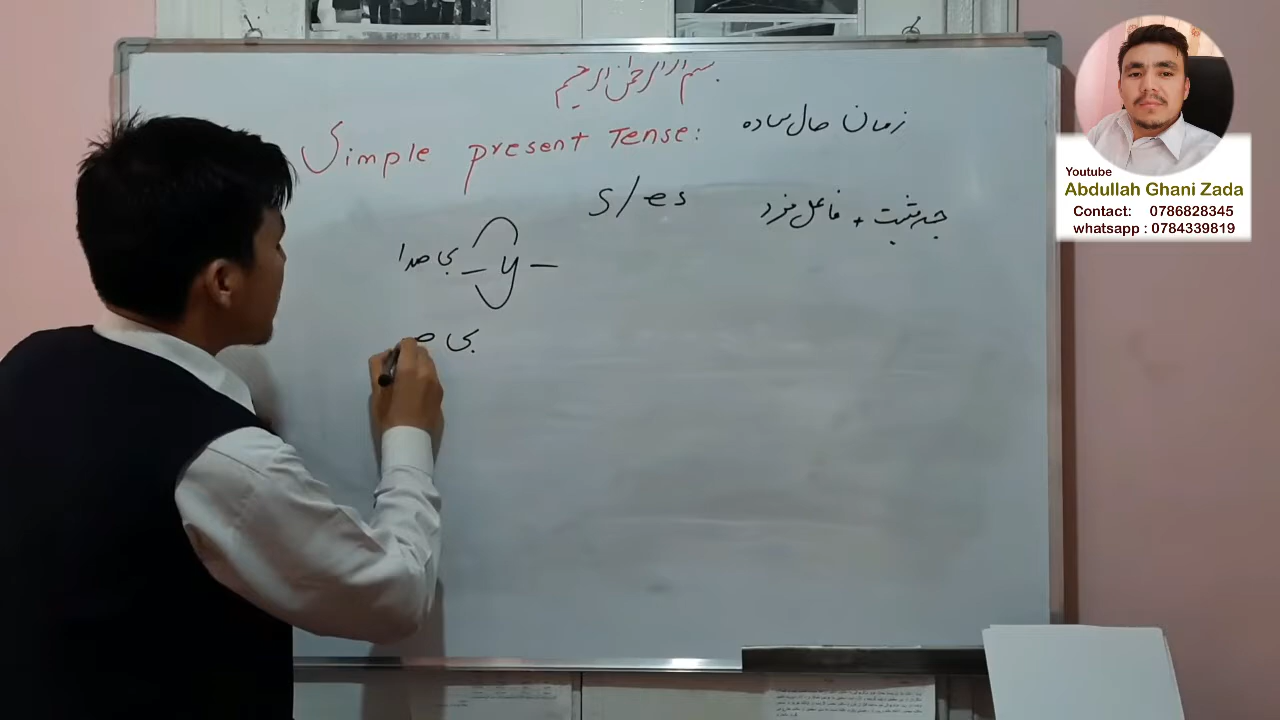 بسم الله الرحمن الرحیم
Simple present Tense: زمان حال ساده
s/es جمله مثبت + فاعل مفرد
بی صدا — y —
بی ص
Youtube
Abdullah Ghani Zada
Contact: 0786828345
whatsapp : 0784339819